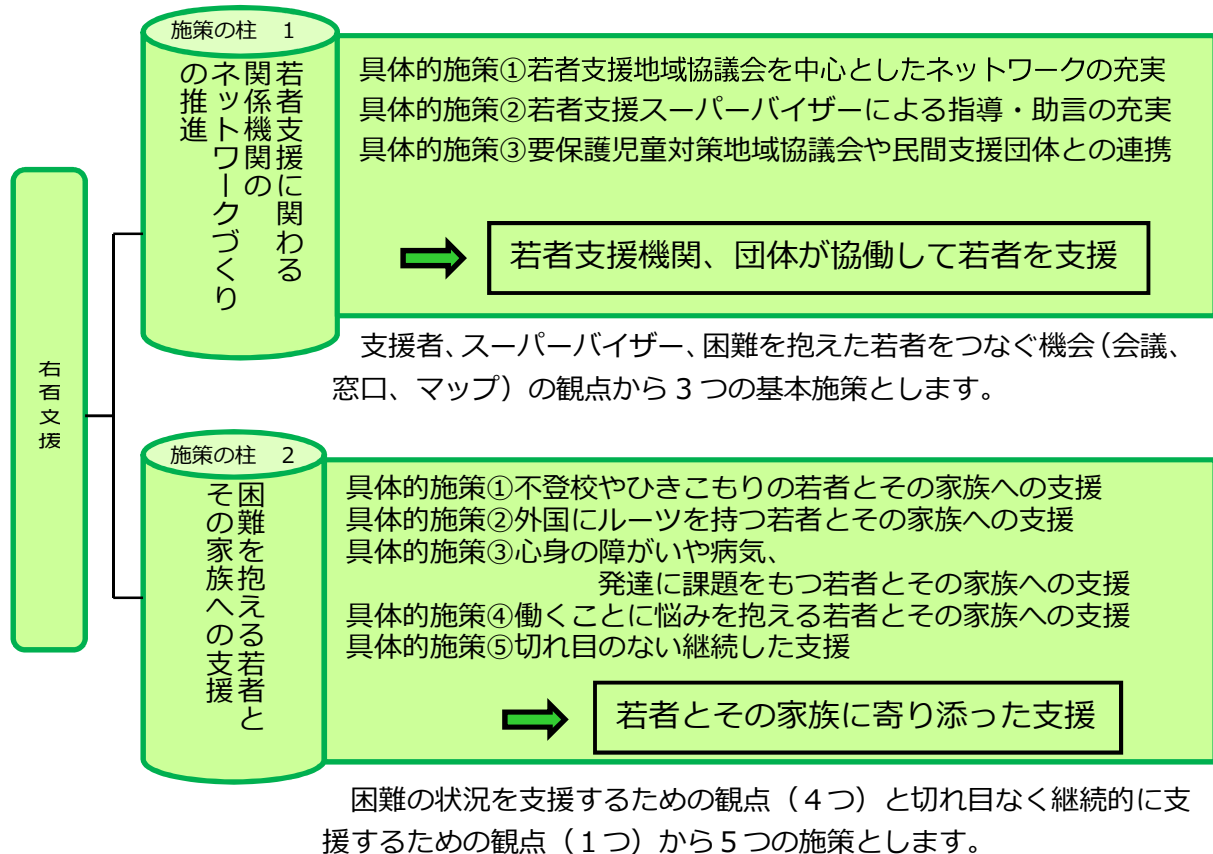 若者支援
施策の柱　1
若者支援に関わる
関係機関の
ネットワークづくり
の推進
具体的施策①若者支援地域協議会を中心としたネットワークの充実
具体的施策②若者支援スーパーバイザーによる指導・助言の充実
具体的施策③要保護児童対策地域協議会や民間支援団体との連携
若者支援機関、団体が協働して若者を支援
支援者、スーパーバイザー、困難を抱えた若者をつなぐ機会（会議、
窓口、マップ）の観点から3つの基本施策とします。
施策の柱　2
困難を抱える若者と
その家族への支援
具体的施策①不登校やひきこもりの若者とその家族への支援
具体的施策②外国にルーツを持つ若者とその家族への支援
具体的施策③心身の障がいや病気、
発達に課題をもつ若者とその家族への支援
具体的施策④働くことに悩みを抱える若者とその家族への支援
具体的施策⑤切れ目のない継続した支援
若者とその家族に寄り添った支援
困難の状況を支援するための観点（４つ）と切れ目なく継続的に支
援するための観点（１つ）から５つの施策とします。